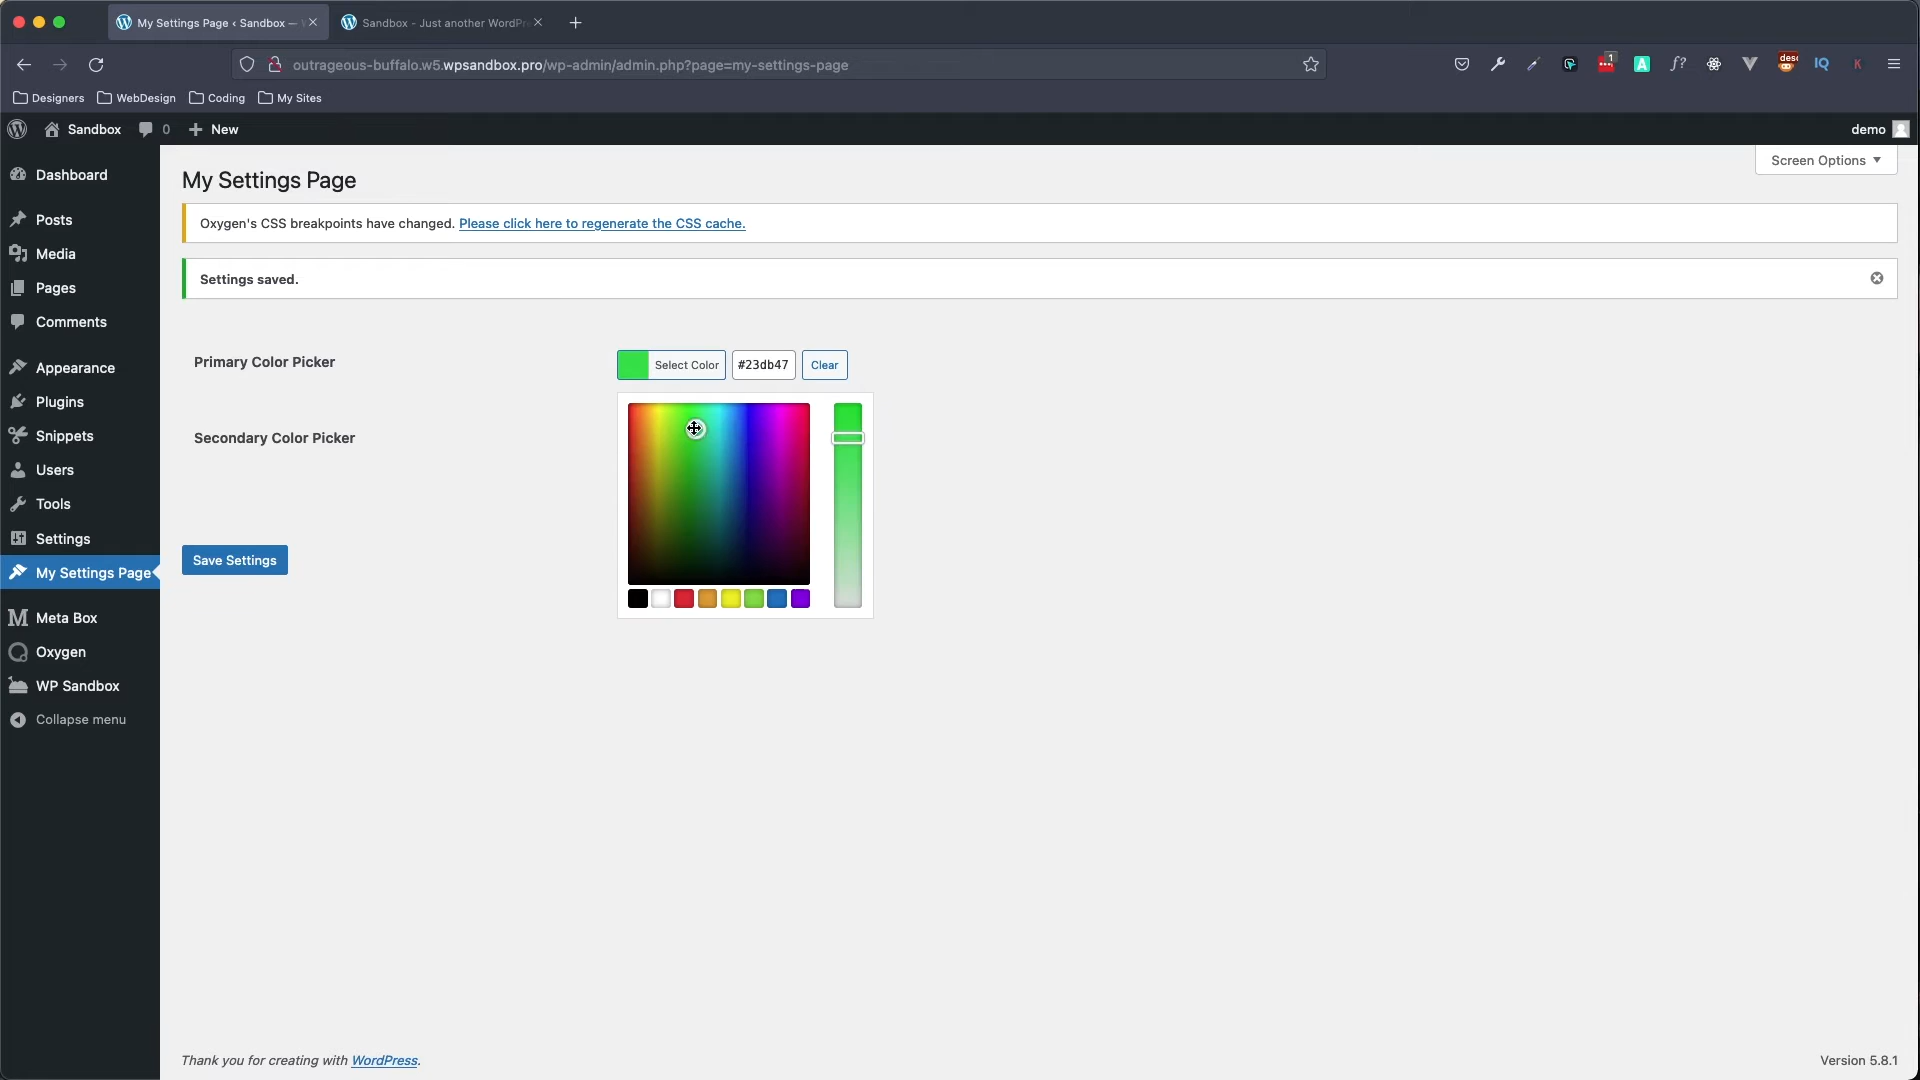 My Settings Page ‹ Sandbox —
Sandbox - Just another WordPr
outrageous-buffalo.w5.wpsandbox.pro/wp-admin/admin.php?page=my-settings-page
1
A
f?
desc
IQ
K
Designers
WebDesign
Coding
My Sites
Sandbox
0
New
demo
Screen Options
Dashboard
Posts
Media
Pages
Comments
Appearance
Plugins
Snippets
Users
Tools
Settings
My Settings Page
Meta Box
Oxygen
WP Sandbox
Collapse menu
My Settings Page
Oxygen's CSS breakpoints have changed. Please click here to regenerate the CSS cache.
Settings saved.
Primary Color Picker
Select Color
#23db47
Clear
Secondary Color Picker
Save Settings
Thank you for creating with WordPress.
Version 5.8.1